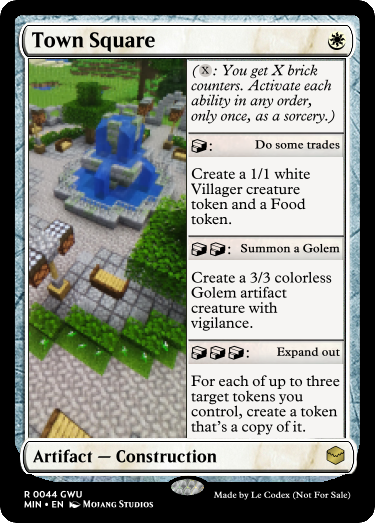 Town Square
(X: You get X brick
counters. Activate each
ability in any order,
only once, as a sorcery.)
: Do some trades
Create a 1/1 white
Villager creature
token and a Food
token.
: Summon a Golem
Create a 3/3 colorless
Golem artifact
creature with
vigilance.
: Expand out
For each of up to three
target tokens you
control, create a token
that's a copy of it.
Artifact — Construction
R 0044 GWU
MIN • EN Mojang Studios
Made by Le Codex (Not For Sale)